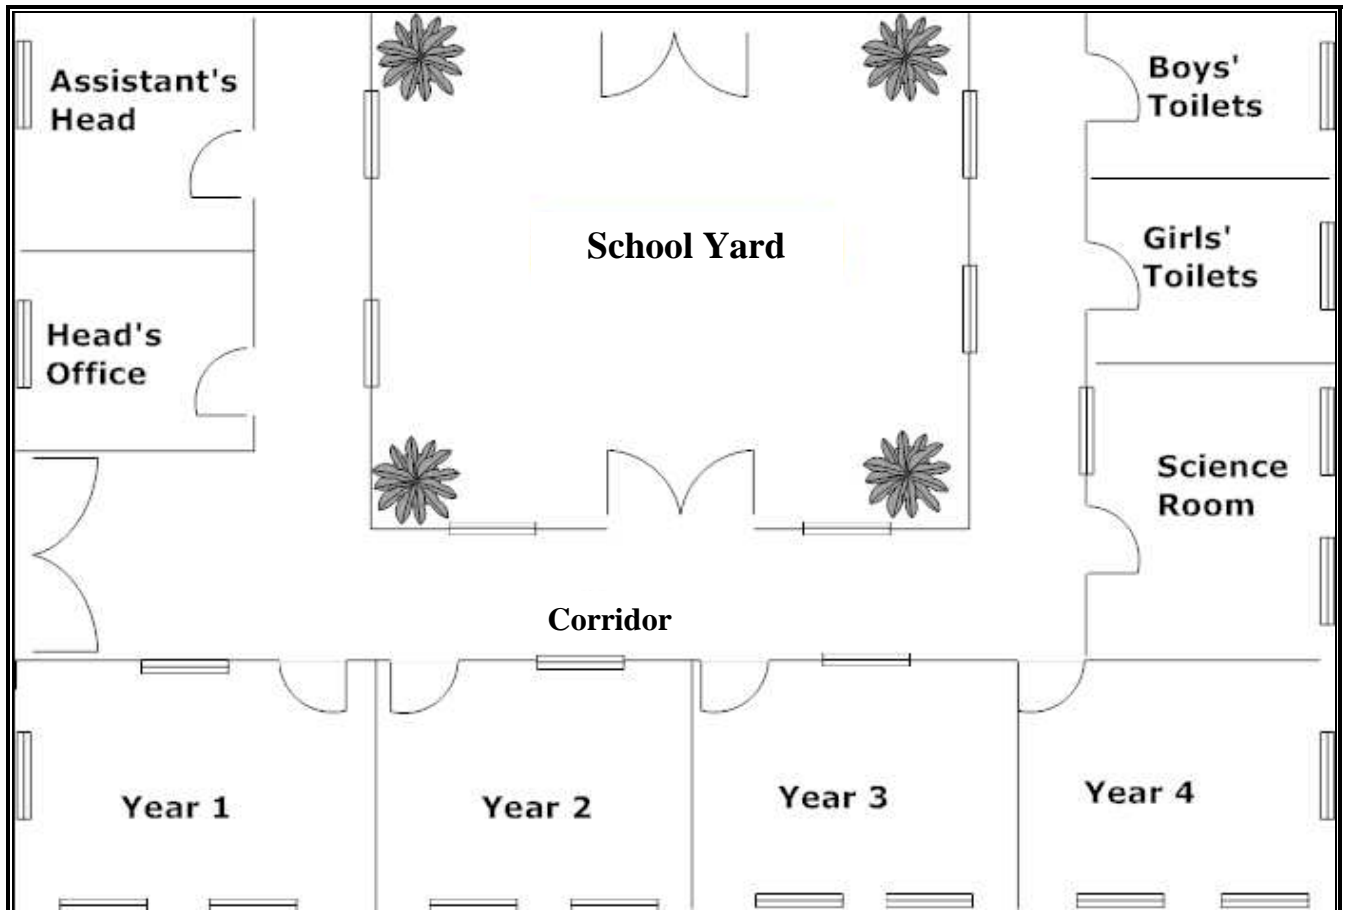 Assistant's
Head
Boys'
Toilets
School Yard
Girls'
Toilets
Head's
Office
Science
Room
Corridor
Year 1
Year 2
Year 3
Year 4